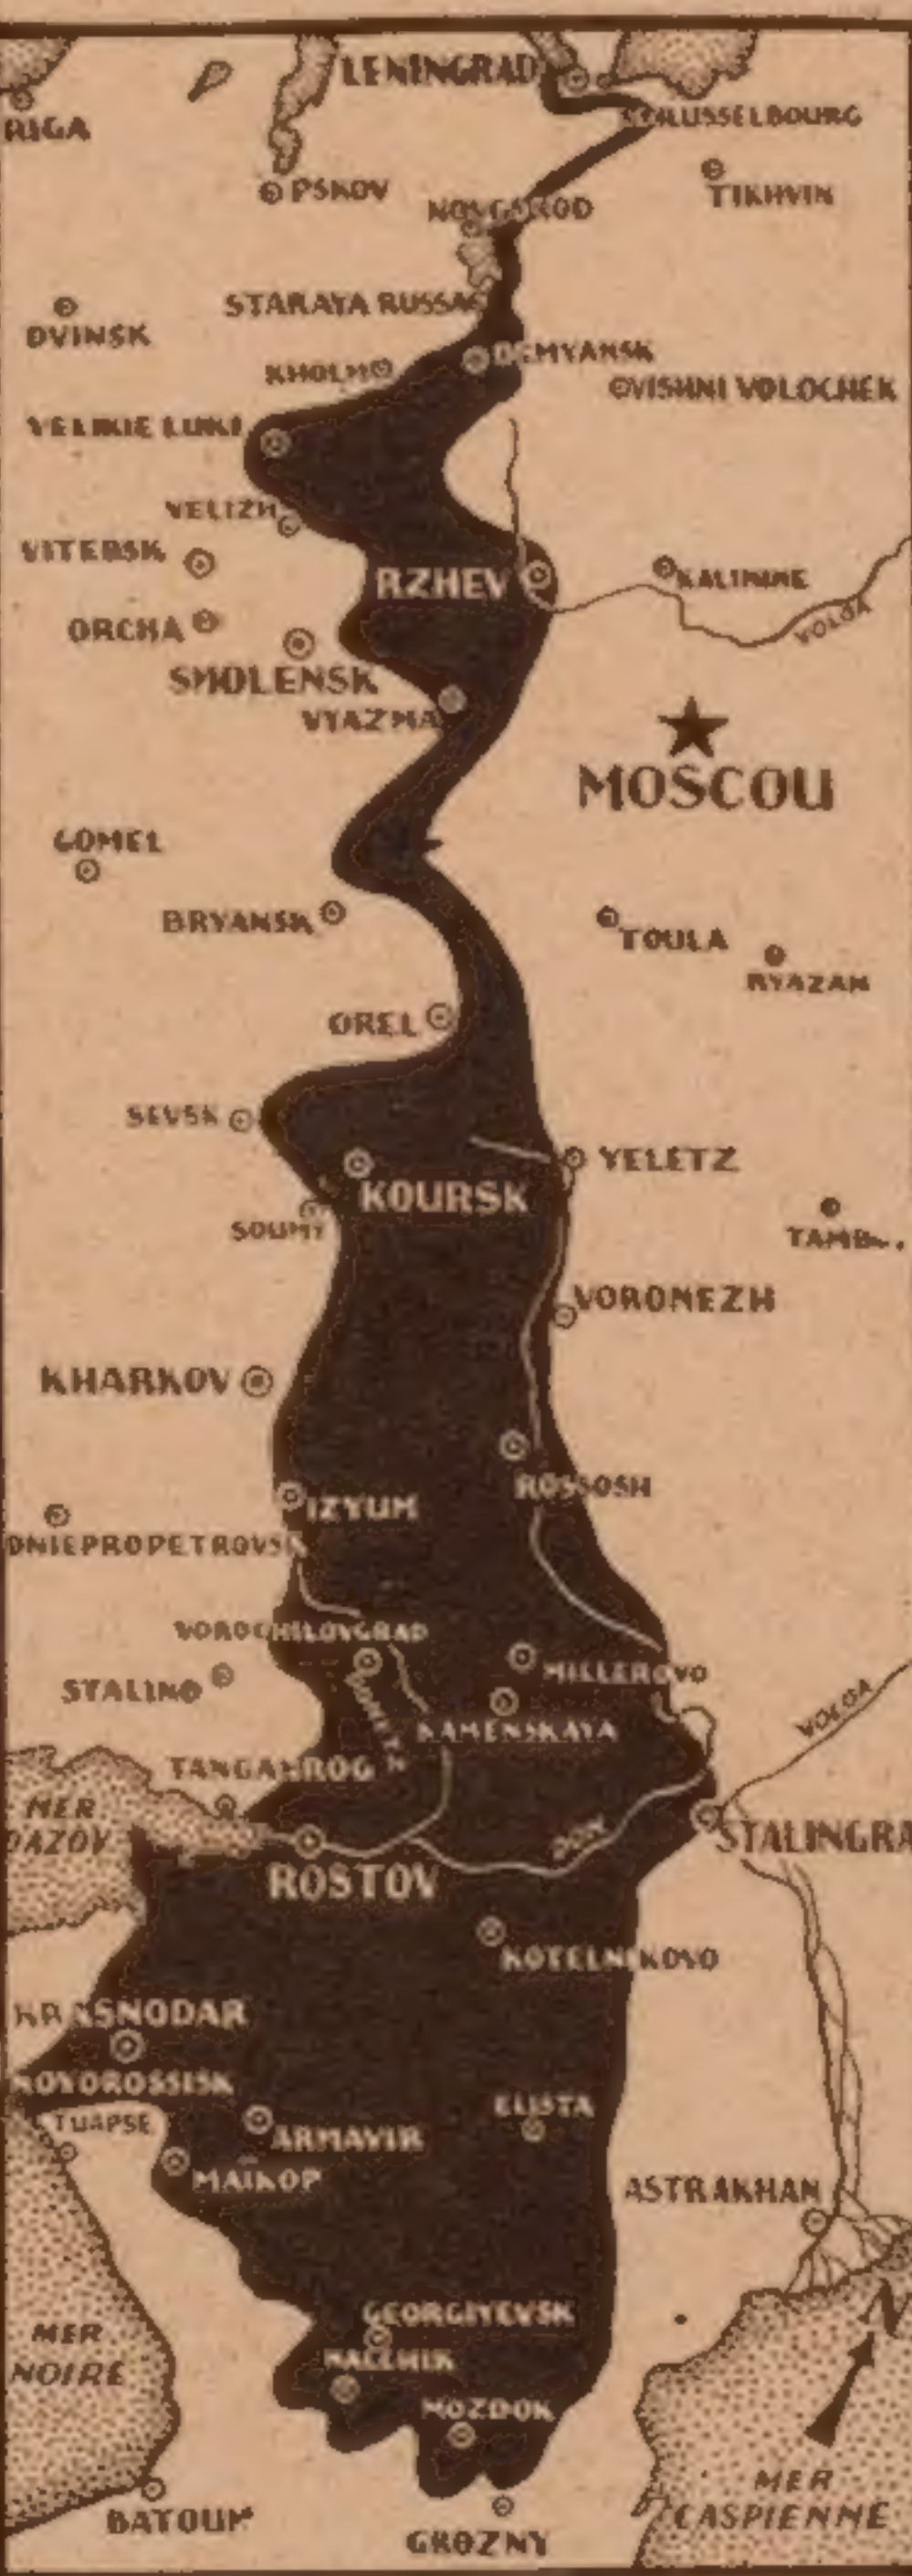 LENINGRAD
RIGA
SCHLUSSELBOURG
PSKOV
TIKHVIN
NOVGOROD
STARAYA RUSSA
DVINSK
DEMYANSK
KHOLM
VISHNI VOLOCHEK
VELIKIE LUKI
VELIZH
VITEBSK
RZHEV
KALININE
ORCHA
VOLGA
SMOLENSK
VYAZMA
MOSCOU
GOMEL
BRYANSK
TOULA
RYAZAN
OREL
SEVSK
YELETZ
KOURSK
SOUMY
VORONEZH
KHARKOV
ROSSOSH
IZYUM
DNIEPROPETROVSK
VOROCHILOVGRAD
MILLEROVO
STALINO
DONETZ
KAMENSKAYA
VOLGA
TANGANROG
MER
DAZOV
DON
STALINGRA
ROSTOV
KOTELNIKOVO
KRASNODAR
NOVOROSSISK
TUAPSE
ELISTA
ARMAVIR
MAIKOP
ASTRAKHAN
GEORGIYEVSK
N
MER
NOIRE
NALCHIK
MOZDOK
MER
CASPIENNE
BATOUM
GROZNY